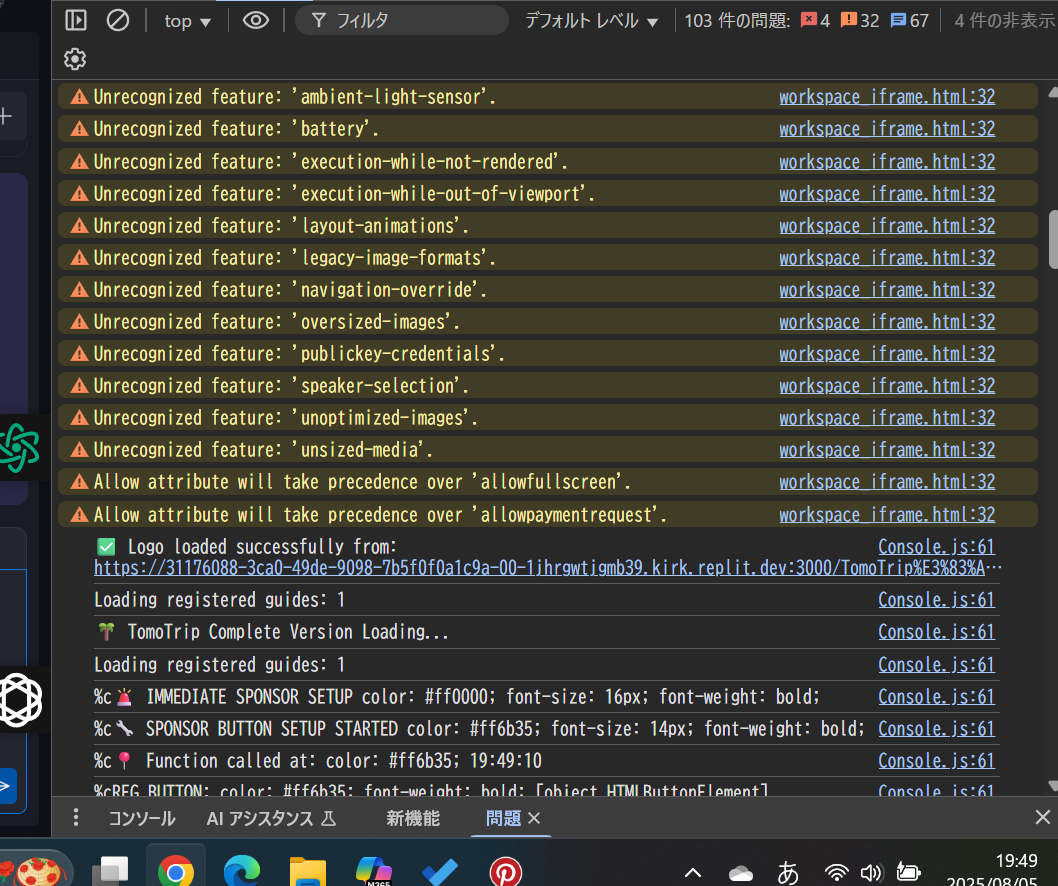 top ▼ フィルタ デフォルト レベル ▼ 103 件の問題: 4 32 67 4 件の非表示
Unrecognized feature: 'ambient-light-sensor'. workspace_iframe.html:32
Unrecognized feature: 'battery'. workspace_iframe.html:32
Unrecognized feature: 'execution-while-not-rendered'. workspace_iframe.html:32
Unrecognized feature: 'execution-while-out-of-viewport'. workspace_iframe.html:32
Unrecognized feature: 'layout-animations'. workspace_iframe.html:32
Unrecognized feature: 'legacy-image-formats'. workspace_iframe.html:32
Unrecognized feature: 'navigation-override'. workspace_iframe.html:32
Unrecognized feature: 'oversized-images'. workspace_iframe.html:32
Unrecognized feature: 'publickey-credentials'. workspace_iframe.html:32
Unrecognized feature: 'speaker-selection'. workspace_iframe.html:32
Unrecognized feature: 'unoptimized-images'. workspace_iframe.html:32
Unrecognized feature: 'unsized-media'. workspace_iframe.html:32
Allow attribute will take precedence over 'allowfullscreen'. workspace_iframe.html:32
Allow attribute will take precedence over 'allowpaymentrequest'. workspace_iframe.html:32
✅ Logo loaded successfully from: Console.js:61
https://31176088-3ca0-49de-9098-7b5f0f0a1c9a-00-1jhrgwtjgmb39.kirk.replit.dev:3000/TomoTrip%E3%83%A…
Loading registered guides: 1 Console.js:61
🌴 TomoTrip Complete Version Loading... Console.js:61
Loading registered guides: 1 Console.js:61
%c🚨 IMMEDIATE SPONSOR SETUP color: #ff0000; font-size: 16px; font-weight: bold; Console.js:61
%c🔧 SPONSOR BUTTON SETUP STARTED color: #ff6b35; font-size: 14px; font-weight: bold; Console.js:61
%c📍 Function called at: color: #ff6b35; 19:49:10 Console.js:61
%cREG BUTTON: color: #ff6b35; font-weight: bold; [object HTMLButtonElement] Console.js:61
コンソール AI アシスタンス 新機能 問題 ×
M365 あ 19:49
2025/08/05